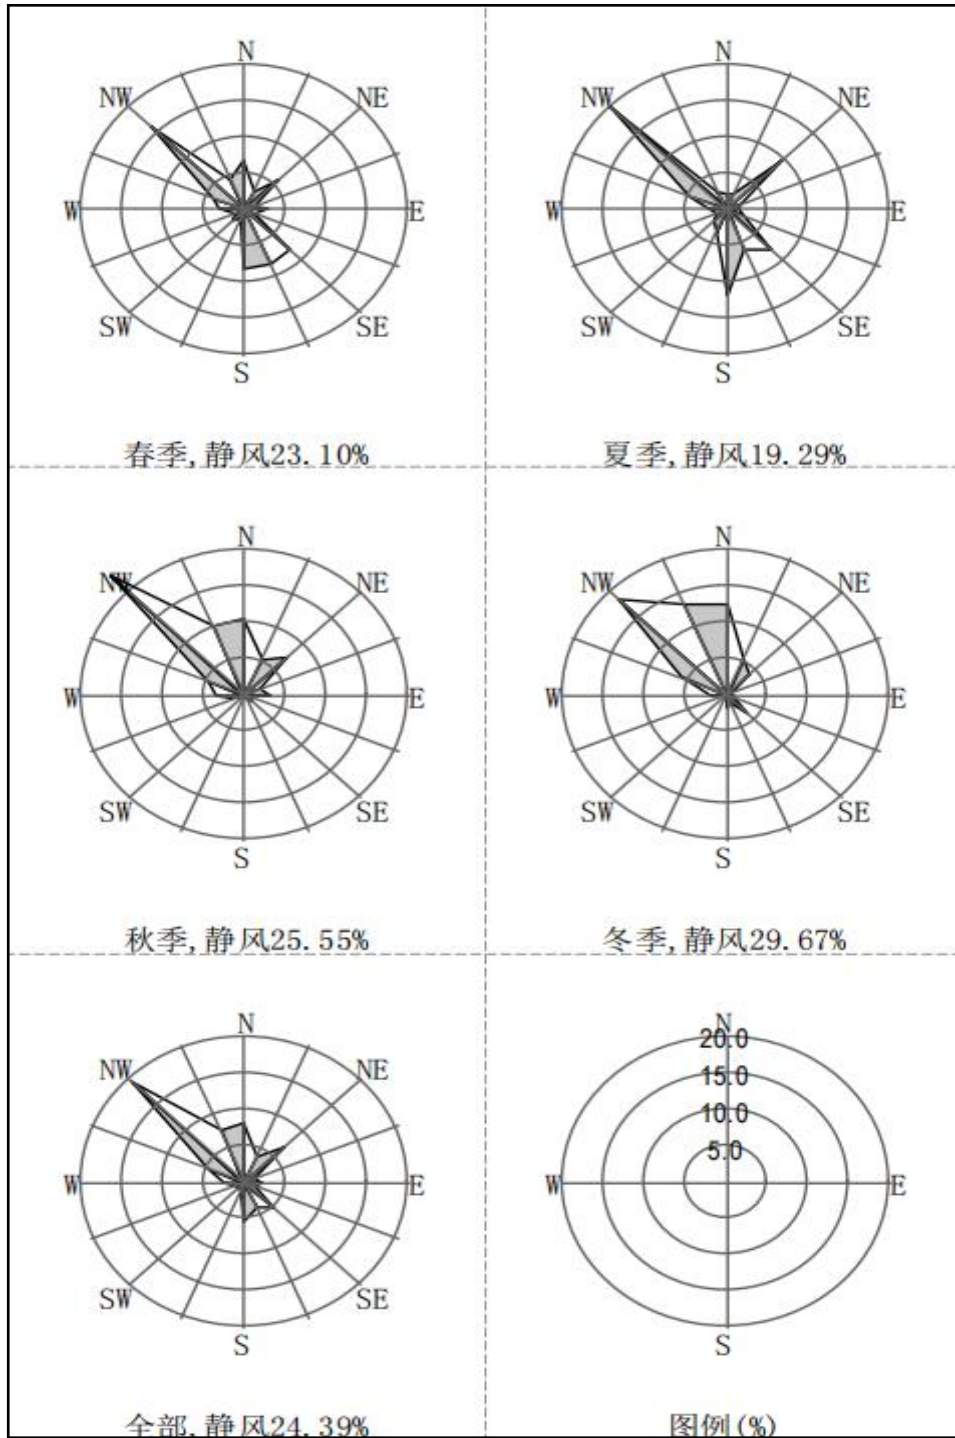 N N
NW NE NW NE
W E W E
SW SE SW SE
S S
春季,静风23.10% 夏季,静风19.29%
N N
NW NE NW NE
W E W E
SW SE SW SE
S S
秋季,静风25.55% 冬季,静风29.67%
N N
20.0
NW NE 15.0
10.0
5.0
W E W E
SW SE
S S
全部,静风24.39% 图例(%)